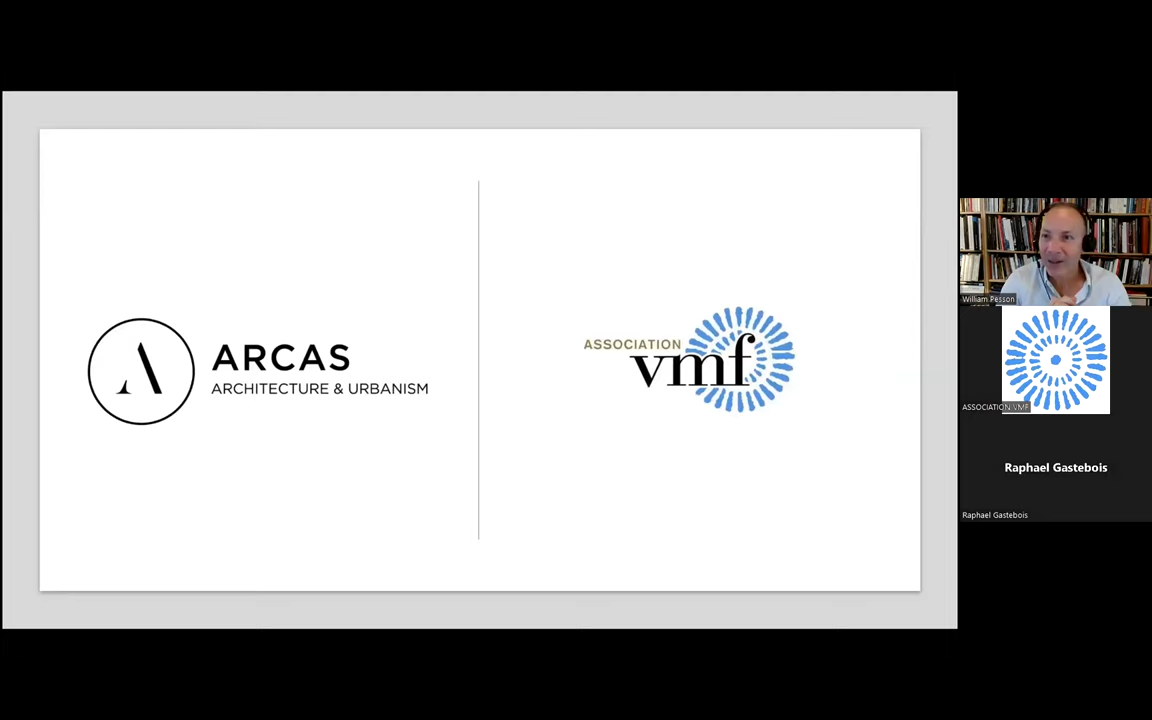 ARCAS
ARCHITECTURE & URBANISM
ASSOCIATION
vmf
William Pesson
ASSOCIATION VMF
Raphael Gastebois
Raphael Gastebois